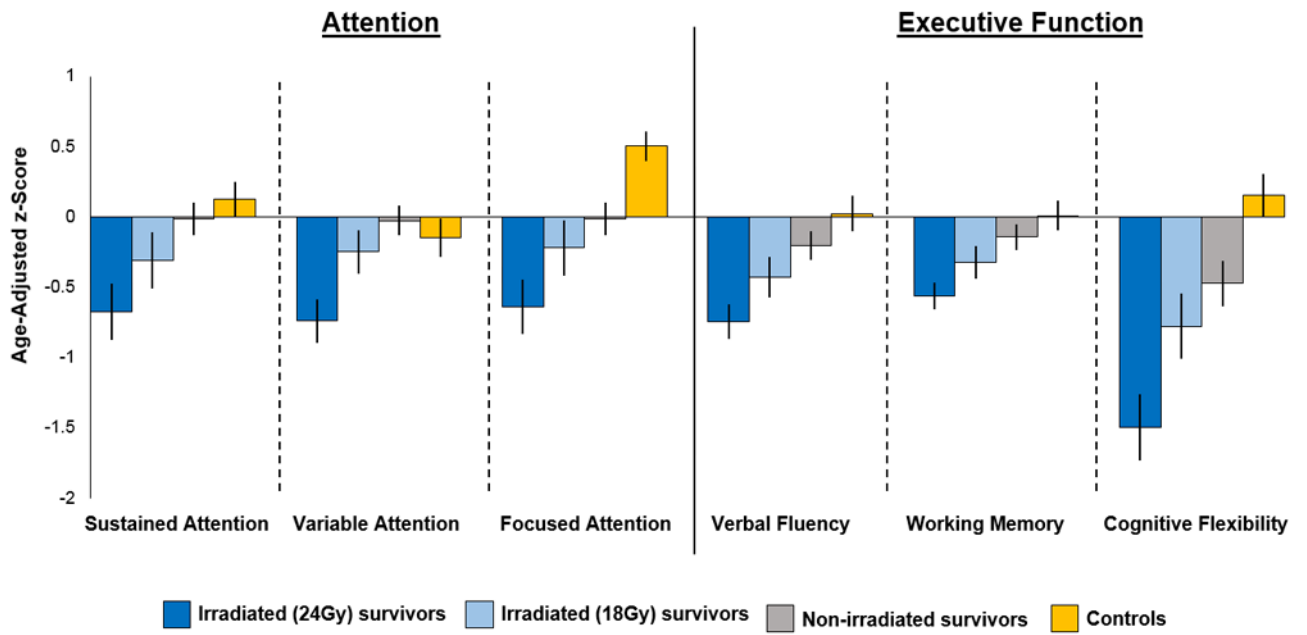 Attention
Executive Function
Age-Adjusted z-Score
1
0.5
0
-0.5
-1
-1.5
-2
Sustained Attention
Variable Attention
Focused Attention
Verbal Fluency
Working Memory
Cognitive Flexibility
Irradiated (24Gy) survivors
Irradiated (18Gy) survivors
Non-irradiated survivors
Controls